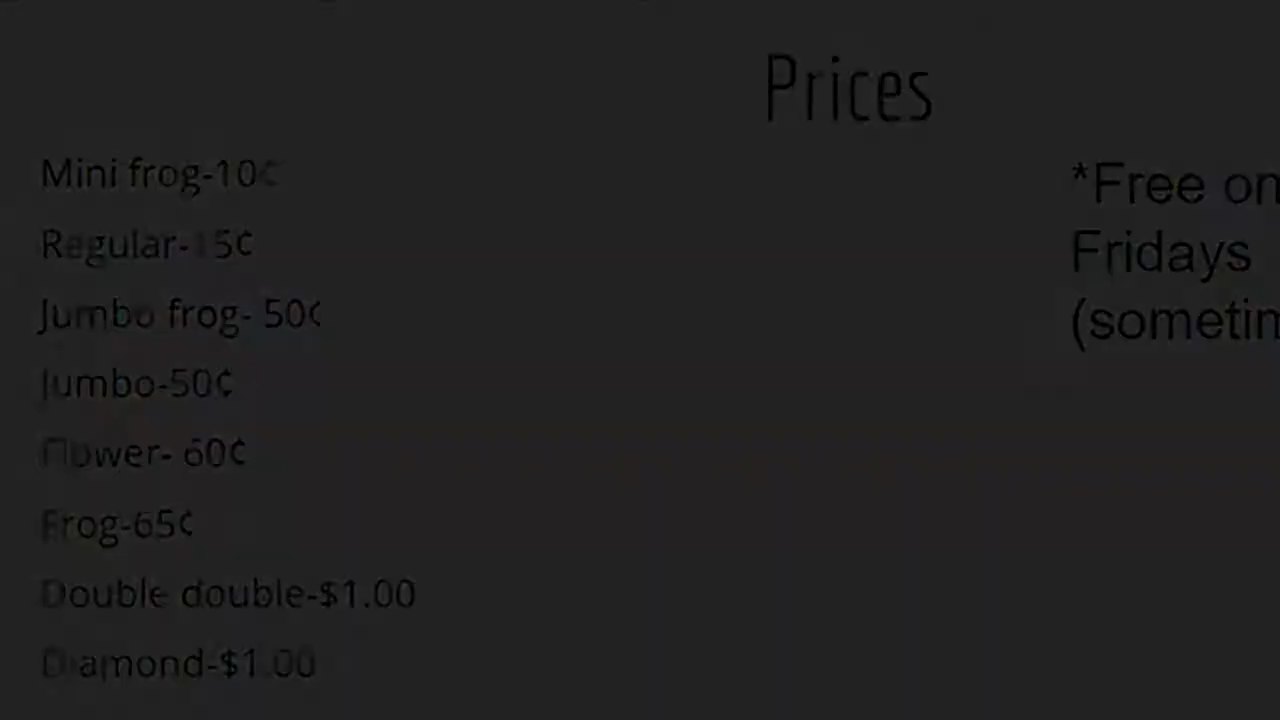 Prices
Mini frog-10¢
Regular-15¢
Jumbo frog- 50¢
Jumbo-50¢
Flower- 60¢
Frog-65¢
Double double-$1.00
Diamond-$1.00
*Free on
Fridays
(sometim